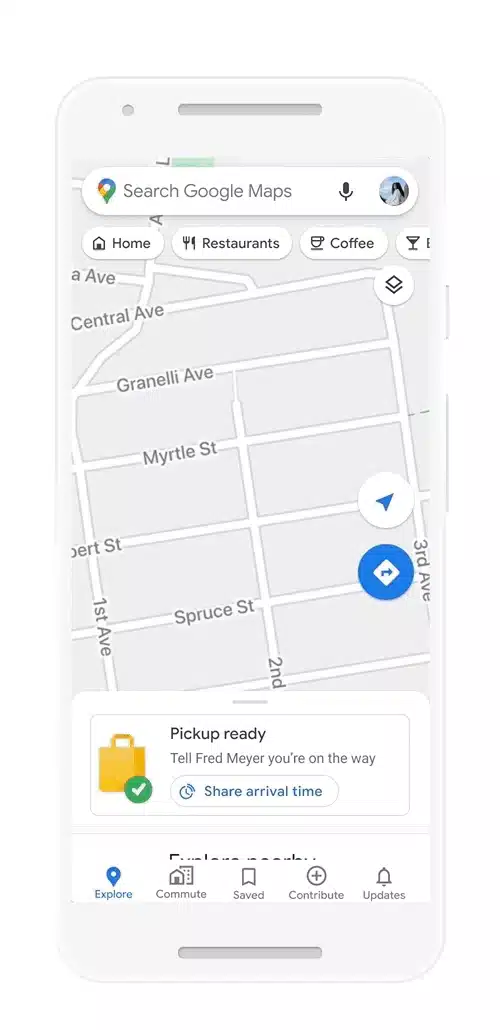 Search Google Maps
Home
Restaurants
Coffee
a Ave
Central Ave
Granelli Ave
Myrtle St
bert St
3rd Ave
1st Ave
Spruce St
2nd
Pickup ready
Tell Fred Meyer you're on the way
Share arrival time
Explore nearby
Explore
Commute
Saved
Contribute
Updates